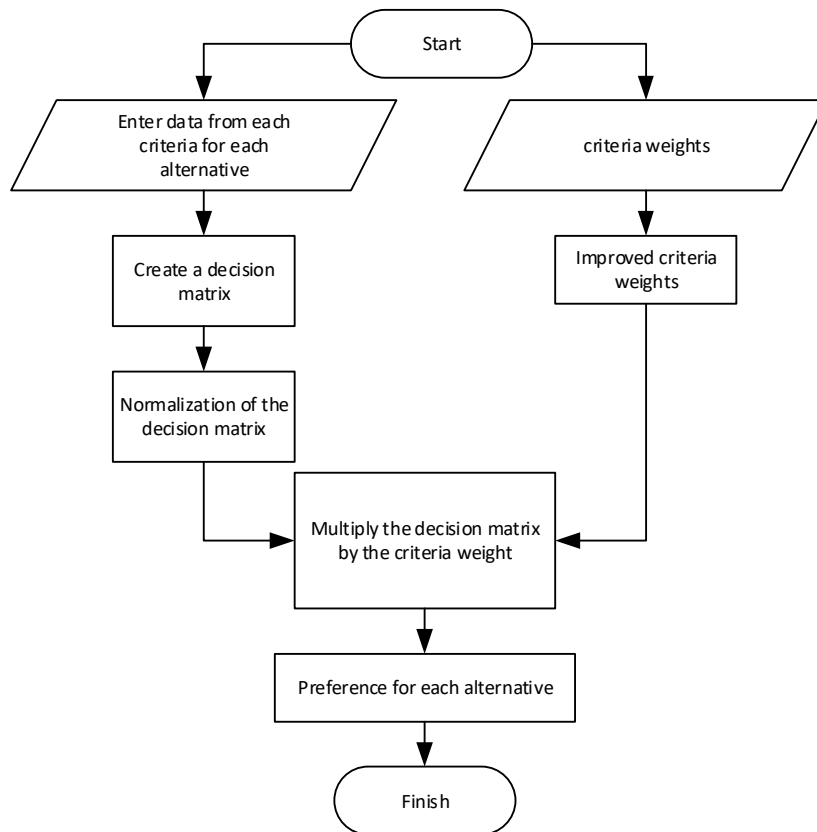 Start
Enter data from each
criteria for each
alternative
criteria weights
Create a decision
matrix
Improved criteria
weights
Normalization of the
decision matrix
Multiply the decision matrix
by the criteria weight
Preference for each alternative
Finish